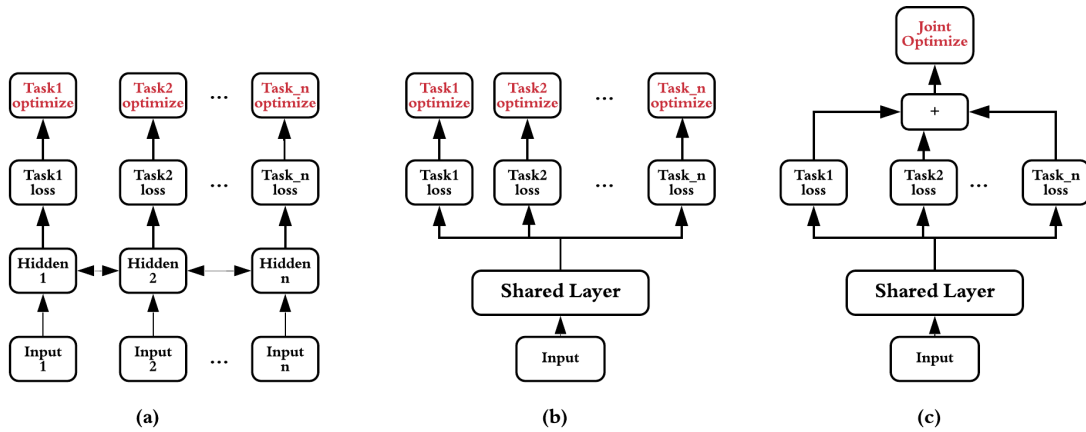 Task1
optimize
Task2
optimize
...
Task_n
optimize
Task1
loss
Task2
loss
...
Task_n
loss
Hidden
1
Hidden
2
Hidden
n
Input
1
Input
2
...
Input
n
(a)
Task1
optimize
Task2
optimize
...
Task_n
optimize
Task1
loss
Task2
loss
...
Task_n
loss
Shared Layer
Input
(b)
Joint
Optimize
+
Task1
loss
Task2
loss
...
Task_n
loss
Shared Layer
Input
(c)